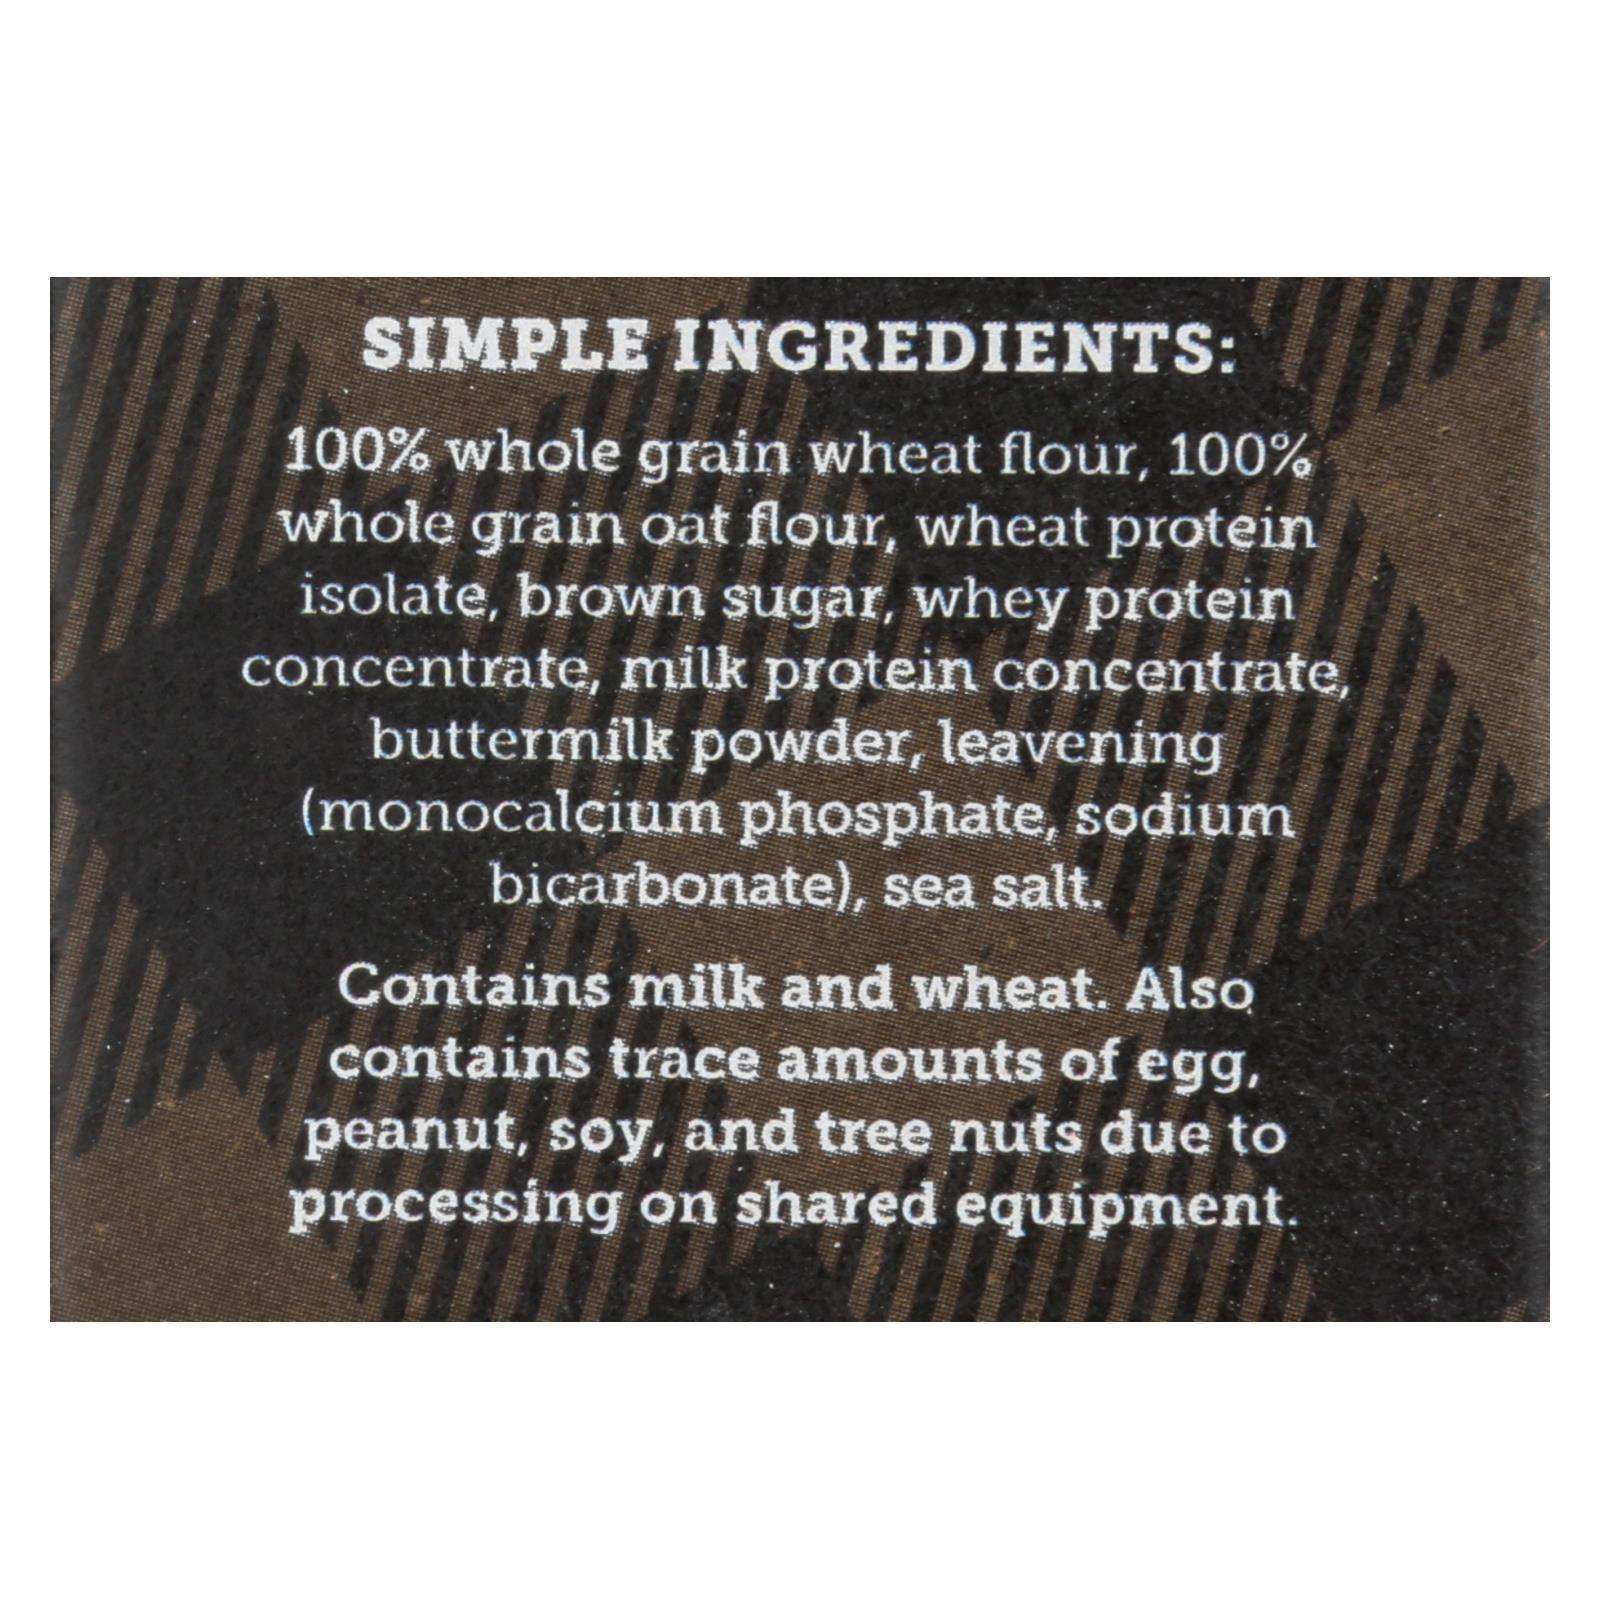 SIMPLE INGREDIENTS:
100% whole grain wheat flour, 100%
whole grain oat flour, wheat protein
isolate, brown sugar, whey protein
concentrate, milk protein concentrate,
buttermilk powder, leavening
(monocalcium phosphate, sodium
bicarbonate), sea salt.
Contains milk and wheat. Also
contains trace amounts of egg,
peanut, soy, and tree nuts due to
processing on shared equipment.